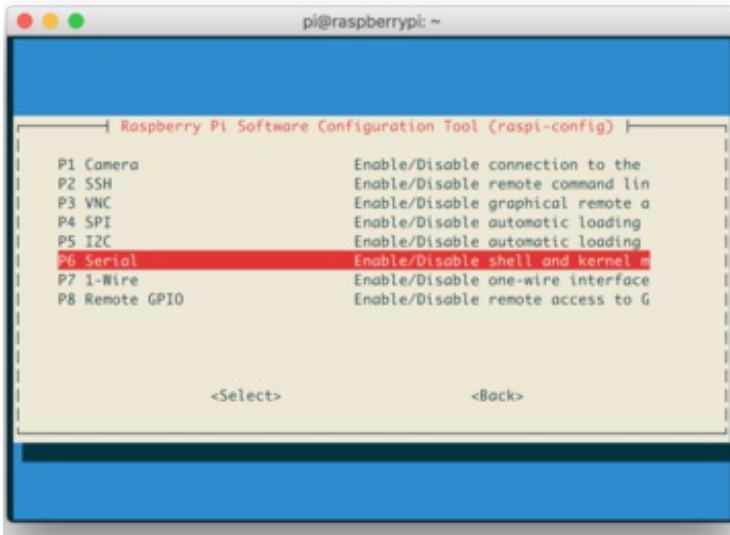 pi@raspberrypi: ~
Raspberry Pi Software Configuration Tool (raspi-config)
P1 Camera Enable/Disable connection to the
P2 SSH Enable/Disable remote command lin
P3 VNC Enable/Disable graphical remote a
P4 SPI Enable/Disable automatic loading
P5 I2C Enable/Disable automatic loading
P6 Serial Enable/Disable shell and kernel m
P7 1-Wire Enable/Disable one-wire interface
P8 Remote GPIO Enable/Disable remote access to G
<Select> <Back>